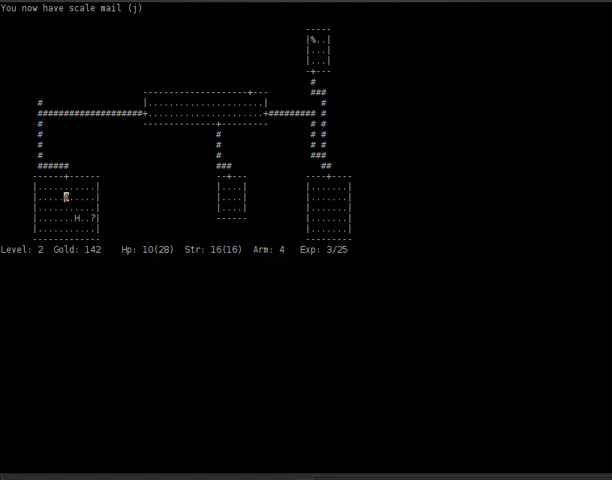 You now have scale mail (j)
-----
|%..|
|...|
|...|
-+---
#
--------------------+--- ###
# |......................| #
####################+......................+######### #
# --------------+--------- # #
# # # #
# # # #
# # ###
###### ### ##
------+------ --+--- ----+----
|...........| |....| |.......|
|.....@.....| |....| |.......|
|...........| |....| |.......|
|.......H..?| ------ |.......|
|...........| |.......|
------------- ---------
Level: 2 Gold: 142 Hp: 10(28) Str: 16(16) Arm: 4 Exp: 3/25